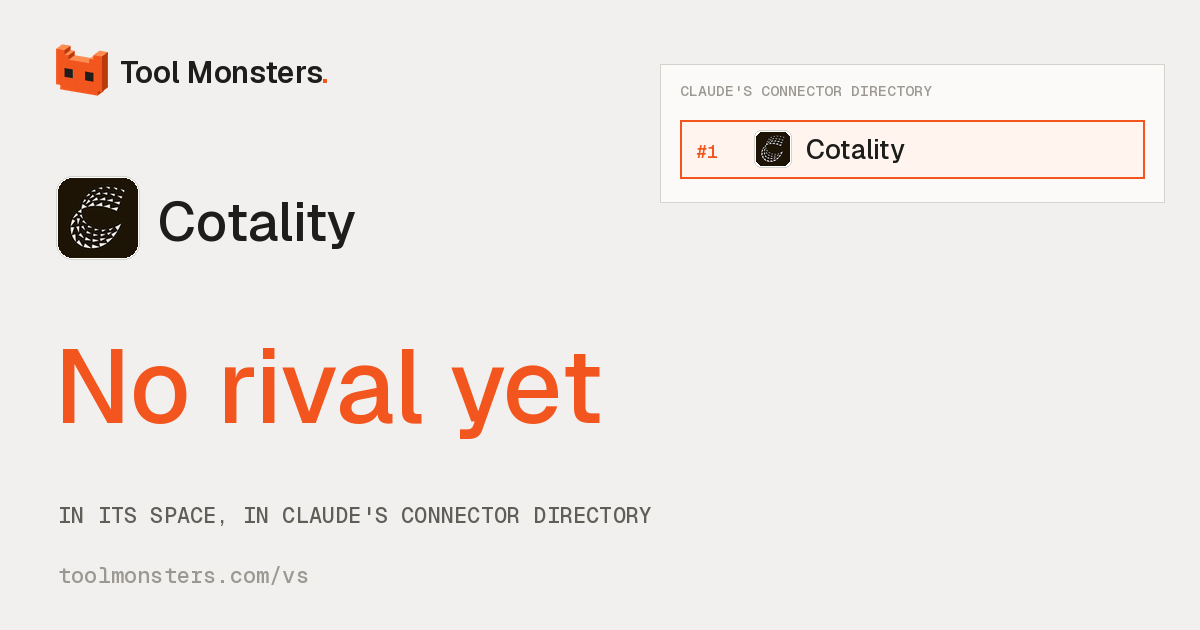 Tool Monsters.
CLAUDE'S CONNECTOR DIRECTORY
#1 Cotality
Cotality
No rival yet
IN ITS SPACE, IN CLAUDE'S CONNECTOR DIRECTORY
toolmonsters.com/vs